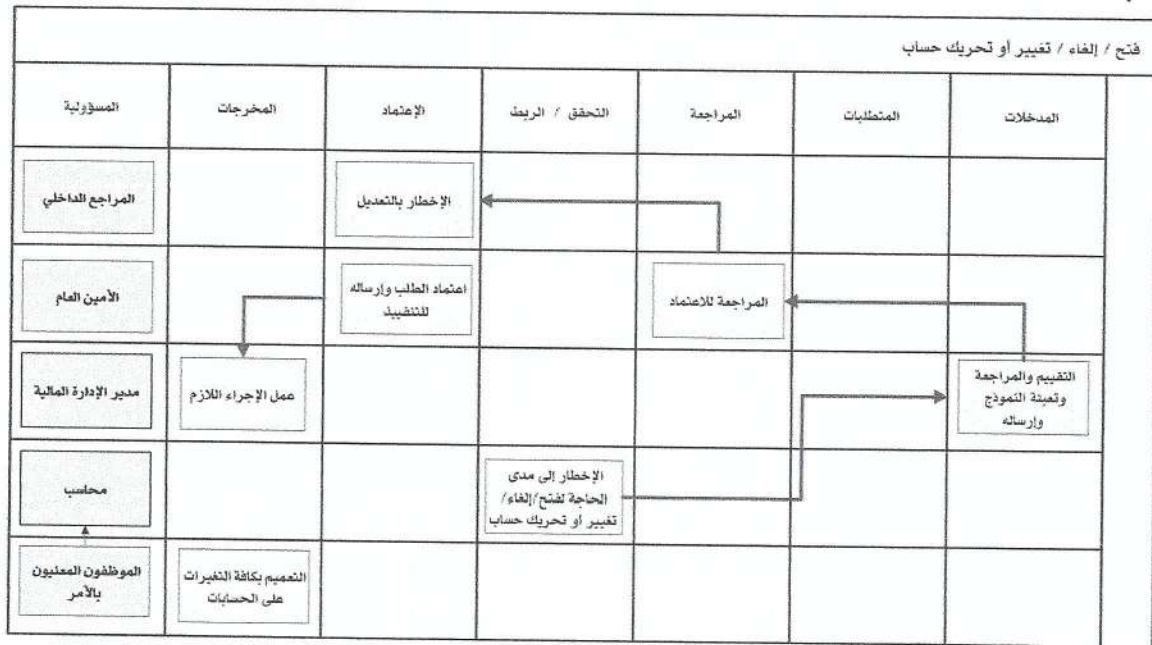 فتح / إلغاء / تغيير أو تحريك حساب
المدخلات
المتطلبات
المراجعة
التحقق / الربط
الإعتماد
المخرجات
المسؤولية
الإخطار بالتعديل
المراجع الداخلي
المراجعة للاعتماد
اعتماد الطلب وإرساله
للتنفييذ
الأمين العام
التقييم والمراجعة
وتعبئة النموذج
وإرساله
عمل الإجراء اللازم
مدير الإدارة المالية
الإخطار إلى مدى
الحاجة لفتح/إلغاء/
تغيير أو تحريك حساب
محاسب
التعميم بكافة التغيرات
على الحسابات
الموظفون المعنيون
بالأمر